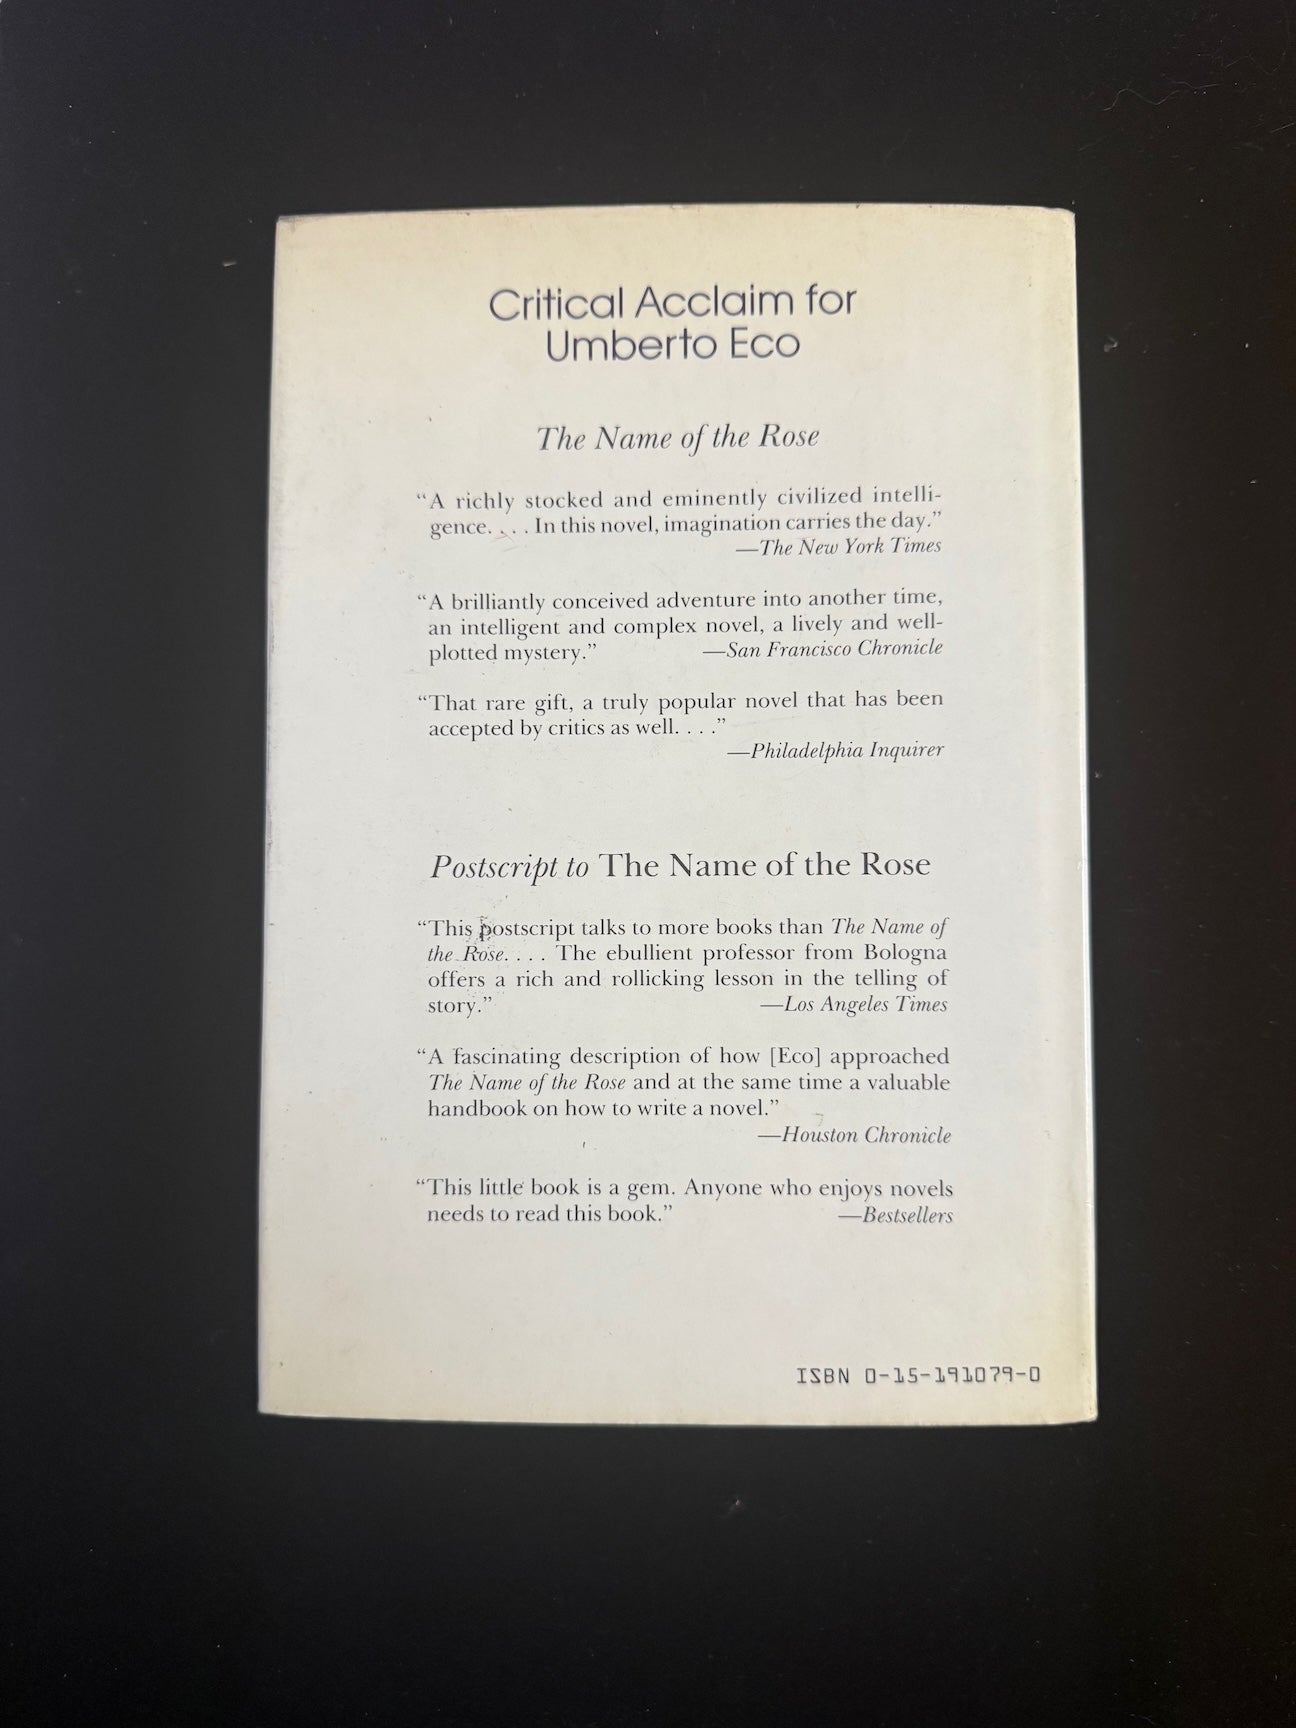 Critical Acclaim for
Umberto Eco
The Name of the Rose
“A richly stocked and eminently civilized intelli-
gence. . . . In this novel, imagination carries the day.”
—The New York Times
“A brilliantly conceived adventure into another time,
an intelligent and complex novel, a lively and well-
plotted mystery.” —San Francisco Chronicle
“That rare gift, a truly popular novel that has been
accepted by critics as well. . . .”
—Philadelphia Inquirer
Postscript to The Name of the Rose
“This postscript talks to more books than The Name of
the Rose. . . . The ebullient professor from Bologna
offers a rich and rollicking lesson in the telling of
story.” —Los Angeles Times
“A fascinating description of how [Eco] approached
The Name of the Rose and at the same time a valuable
handbook on how to write a novel.”
—Houston Chronicle
“This little book is a gem. Anyone who enjoys novels
needs to read this book.” —Bestsellers
ISBN 0-15-191079-0